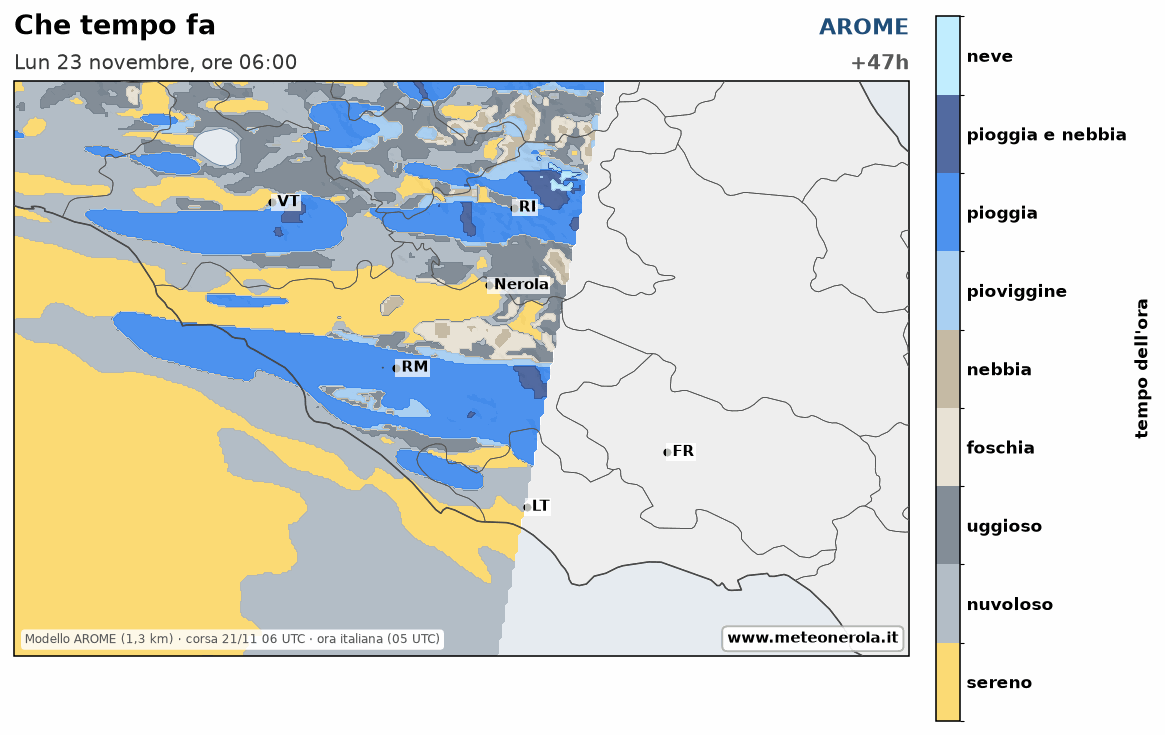 Che tempo fa
AROME
Lun 23 novembre, ore 06:00
+47h
neve
pioggia e nebbia
pioggia
pioviggine
nebbia
foschia
uggioso
nuvoloso
sereno
tempo dell'ora
VT
RI
Nerola
RM
FR
LT
Modello AROME (1,3 km) · corsa 21/11 06 UTC · ora italiana (05 UTC)
www.meteonerola.it